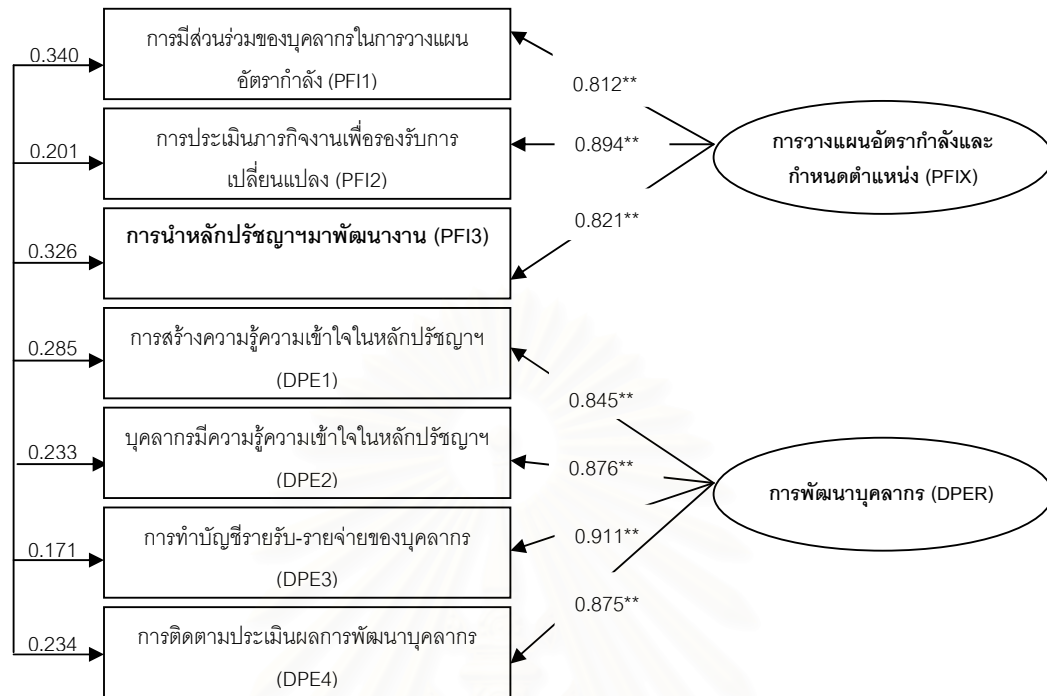 การมีส่วนร่วมของบุคลากรในการวางแผน
อัตรากำลัง (PFI1)
0.340
0.812**
การประเมินภารกิจงานเพื่อรองรับการ
เปลี่ยนแปลง (PFI2)
0.201
0.894**
การวางแผนอัตรากำลังและ
กำหนดตำแหน่ง (PFIX)
การนำหลักปรัชญาฯมาพัฒนางาน (PFI3)
0.326
0.821**
การสร้างความรู้ความเข้าใจในหลักปรัชญาฯ
(DPE1)
0.285
0.845**
บุคลากรมีความรู้ความเข้าใจในหลักปรัชญาฯ
(DPE2)
0.233
0.876**
การพัฒนาบุคลากร (DPER)
การทำบัญชีรายรับ-รายจ่ายของบุคลากร
(DPE3)
0.171
0.911**
การติดตามประเมินผลการพัฒนาบุคลากร
(DPE4)
0.234
0.875**